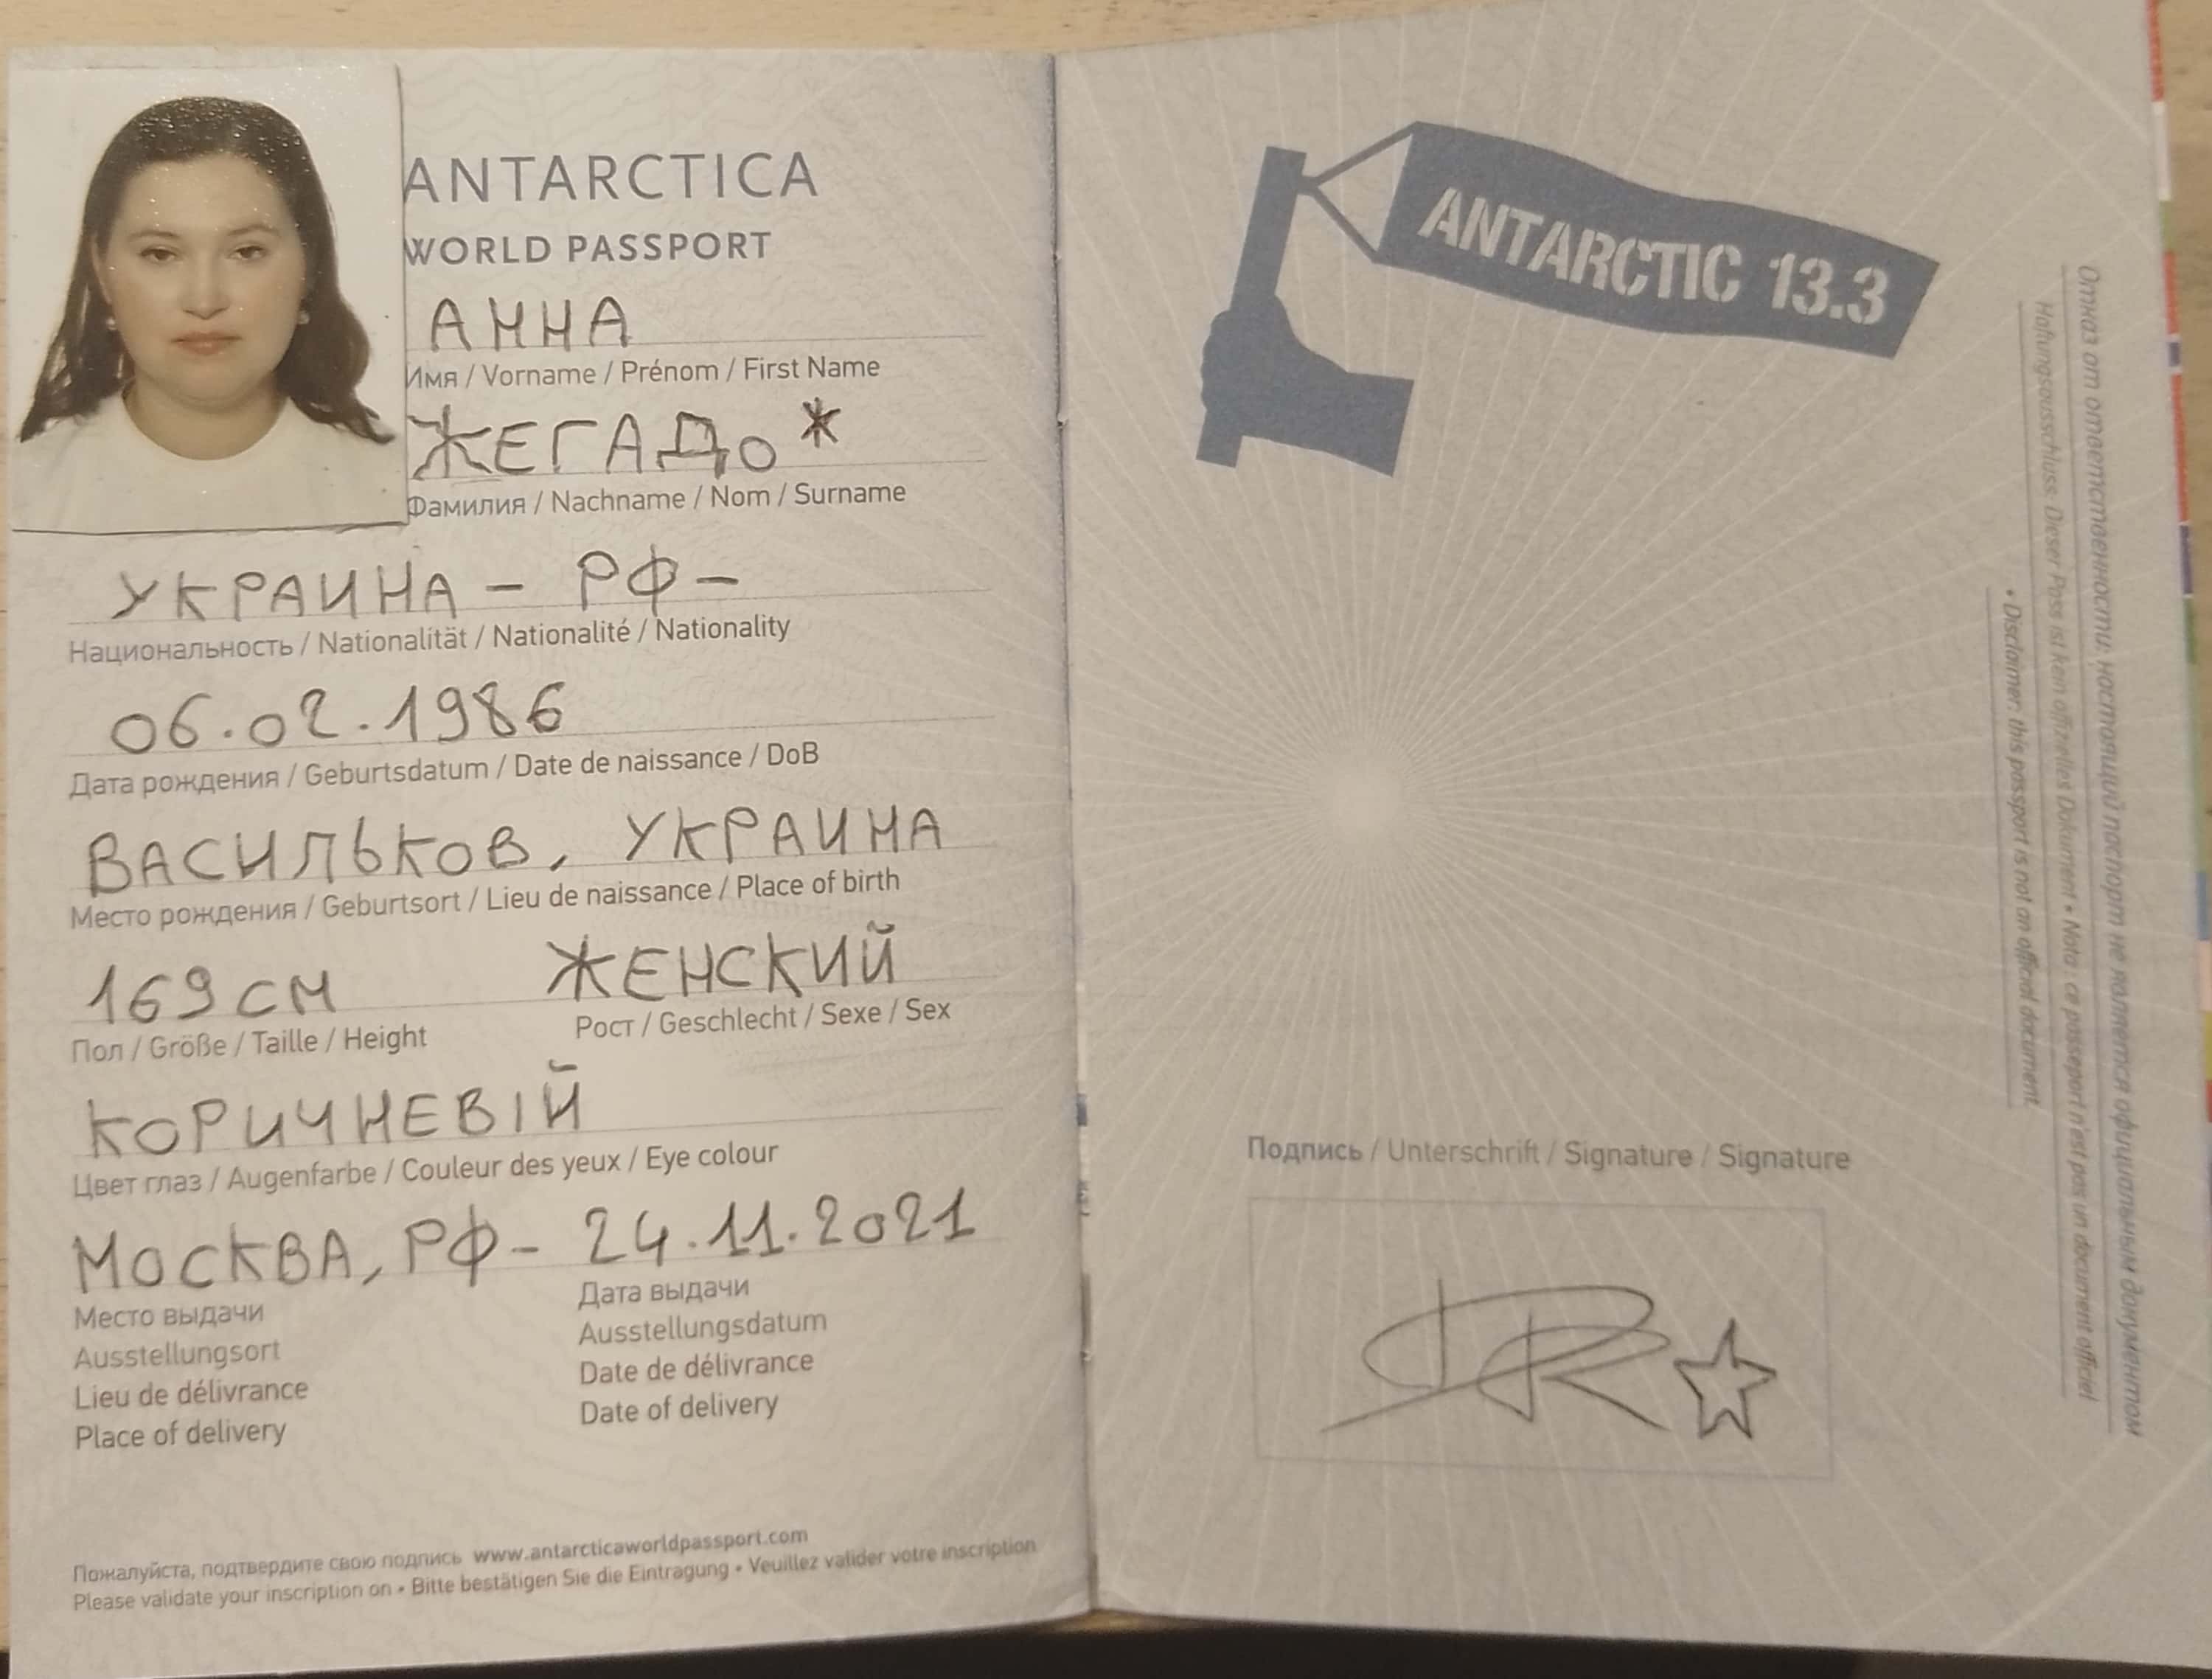 ANTARCTICA
WORLD PASSPORT
АННА
Имя / Vorname / Prénom / First Name
ЖЕГАДО*
Фамилия / Nachname / Nom / Surname
УКРАИНА - РФ -
Национальность / Nationalität / Nationalité / Nationality
06.02.1986
Дата рождения / Geburtsdatum / Date de naissance / DoB
ВАСИЛЬКОВ, УКРАИНА
Место рождения / Geburtsort / Lieu de naissance / Place of birth
169 СМ ЖЕНСКИЙ
Пол / Größe / Taille / Height Рост / Geschlecht / Sexe / Sex
КОРИЧНЕВІЙ
Цвет глаз / Augenfarbe / Couleur des yeux / Eye colour
МОСКВА, РФ - 24.11.2021
Место выдачи Дата выдачи
Ausstellungsort Ausstellungsdatum
Lieu de délivrance Date de délivrance
Place of delivery Date of delivery
Пожалуйста, подтвердите свою подпись www.antarcticaworldpassport.com
Please validate your inscription on • Bitte bestätigen Sie die Eintragung • Veuillez valider votre inscription
ANTARCTIC 13.3
Подпись / Unterschrift / Signature / Signature
Отказ от ответственности: настоящий паспорт не является официальным документом
Haftungsausschluss: Dieser Pass ist kein offizielles Dokument • Nota : ce passeport n'est pas un document officiel
• Disclaimer: this passport is not an official document.